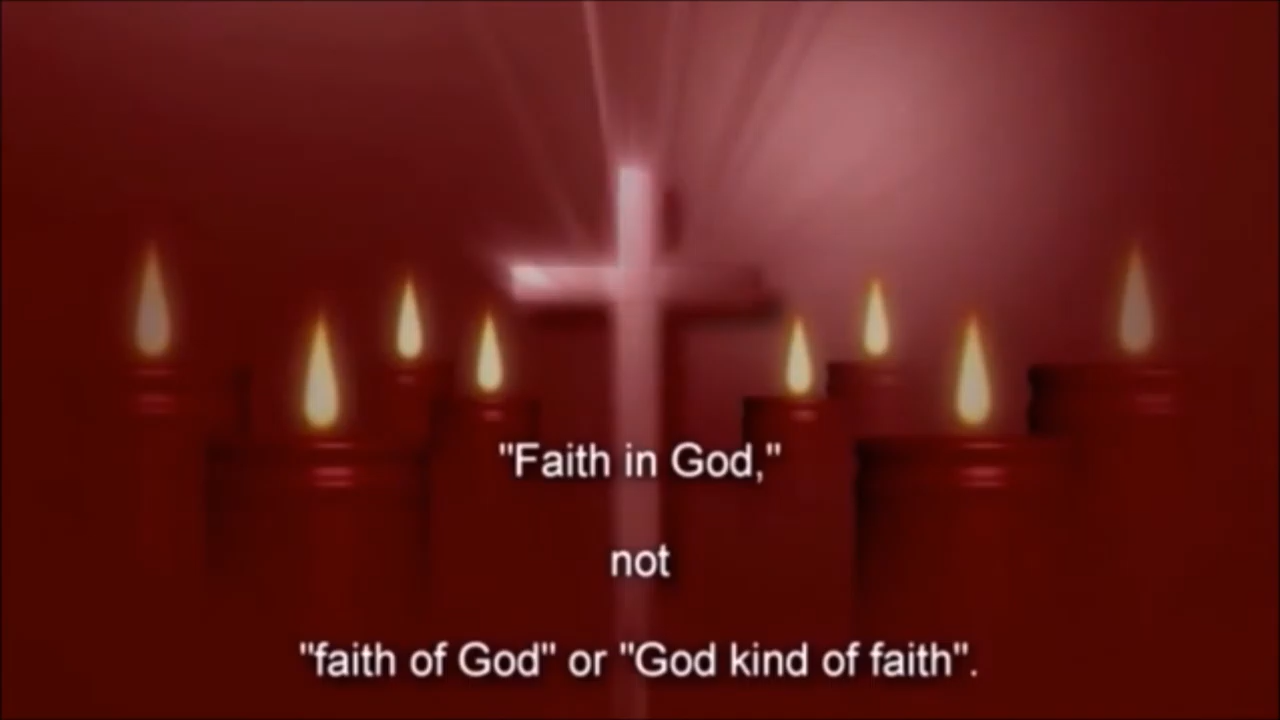 "Faith in God,"
not
"faith of God" or "God kind of faith".